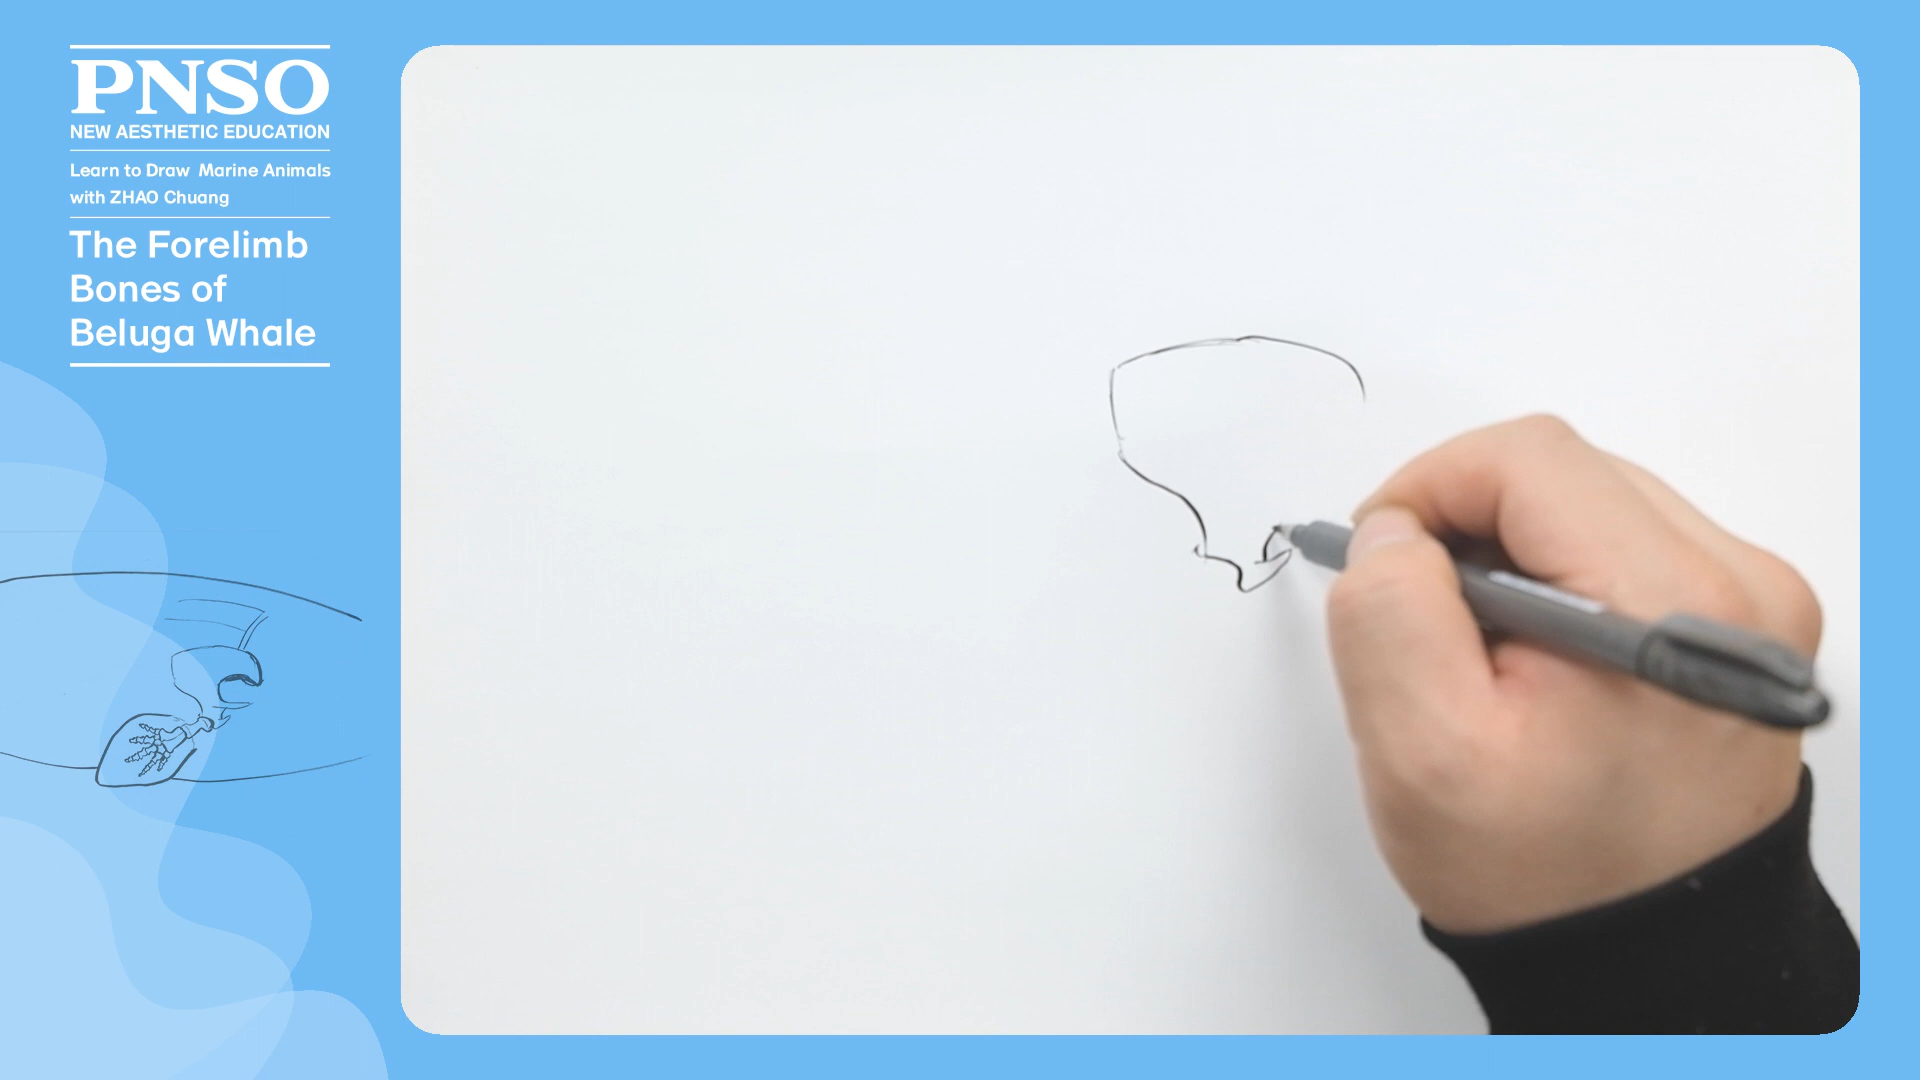 PNSO
NEW AESTHETIC EDUCATION
Learn to Draw Marine Animals
with ZHAO Chuang
The Forelimb
Bones of
Beluga Whale